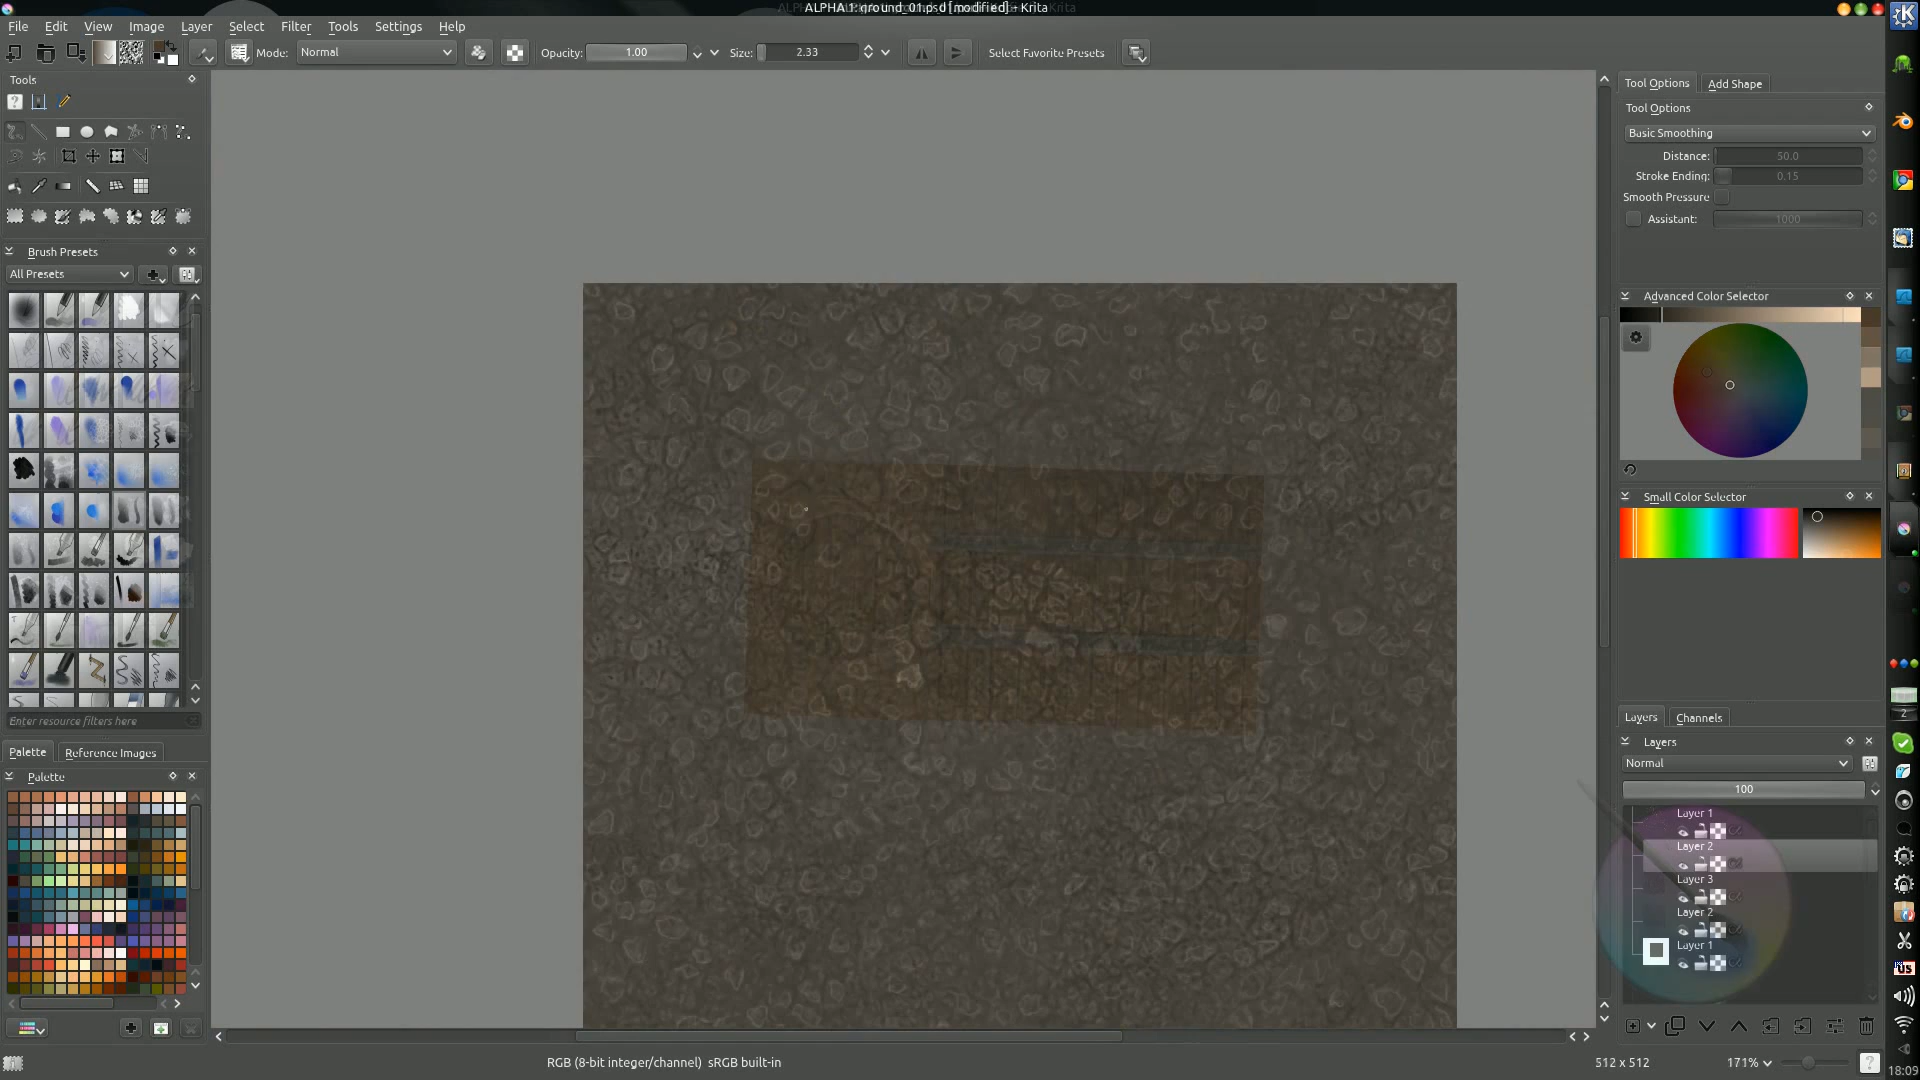 File Edit View Image Layer Select Filter Tools Settings Help
Mode: Normal Opacity: 1.00 Size: 2.33 Select Favorite Presets
Tools
Brush Presets
All Presets
Enter resource filters here
Palette Reference Images
Palette
Tool Options Add Shape
Tool Options
Basic Smoothing
Distance: 50.0
Stroke Ending: 0.15
Smooth Pressure
Assistant: 1000
Advanced Color Selector
Small Color Selector
Layers Channels
Layers
Normal
100
Layer 1
Layer 2
Layer 3
Layer 2
Layer 1
RGB (8-bit integer/channel) sRGB built-in
512 x 512
171%
2
US
18:09